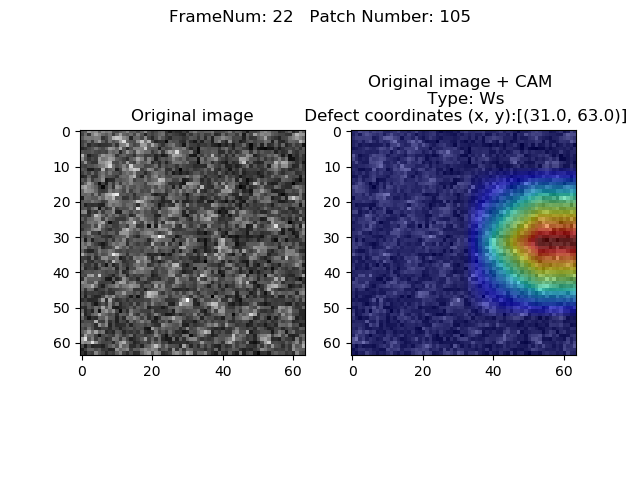 FrameNum: 22   Patch Number: 105
Original image
0
10
20
30
40
50
60
0 20 40 60
Original image + CAM
Type: Ws
Defect coordinates (x, y):[(31.0, 63.0)]
0
10
20
30
40
50
60
0 20 40 60